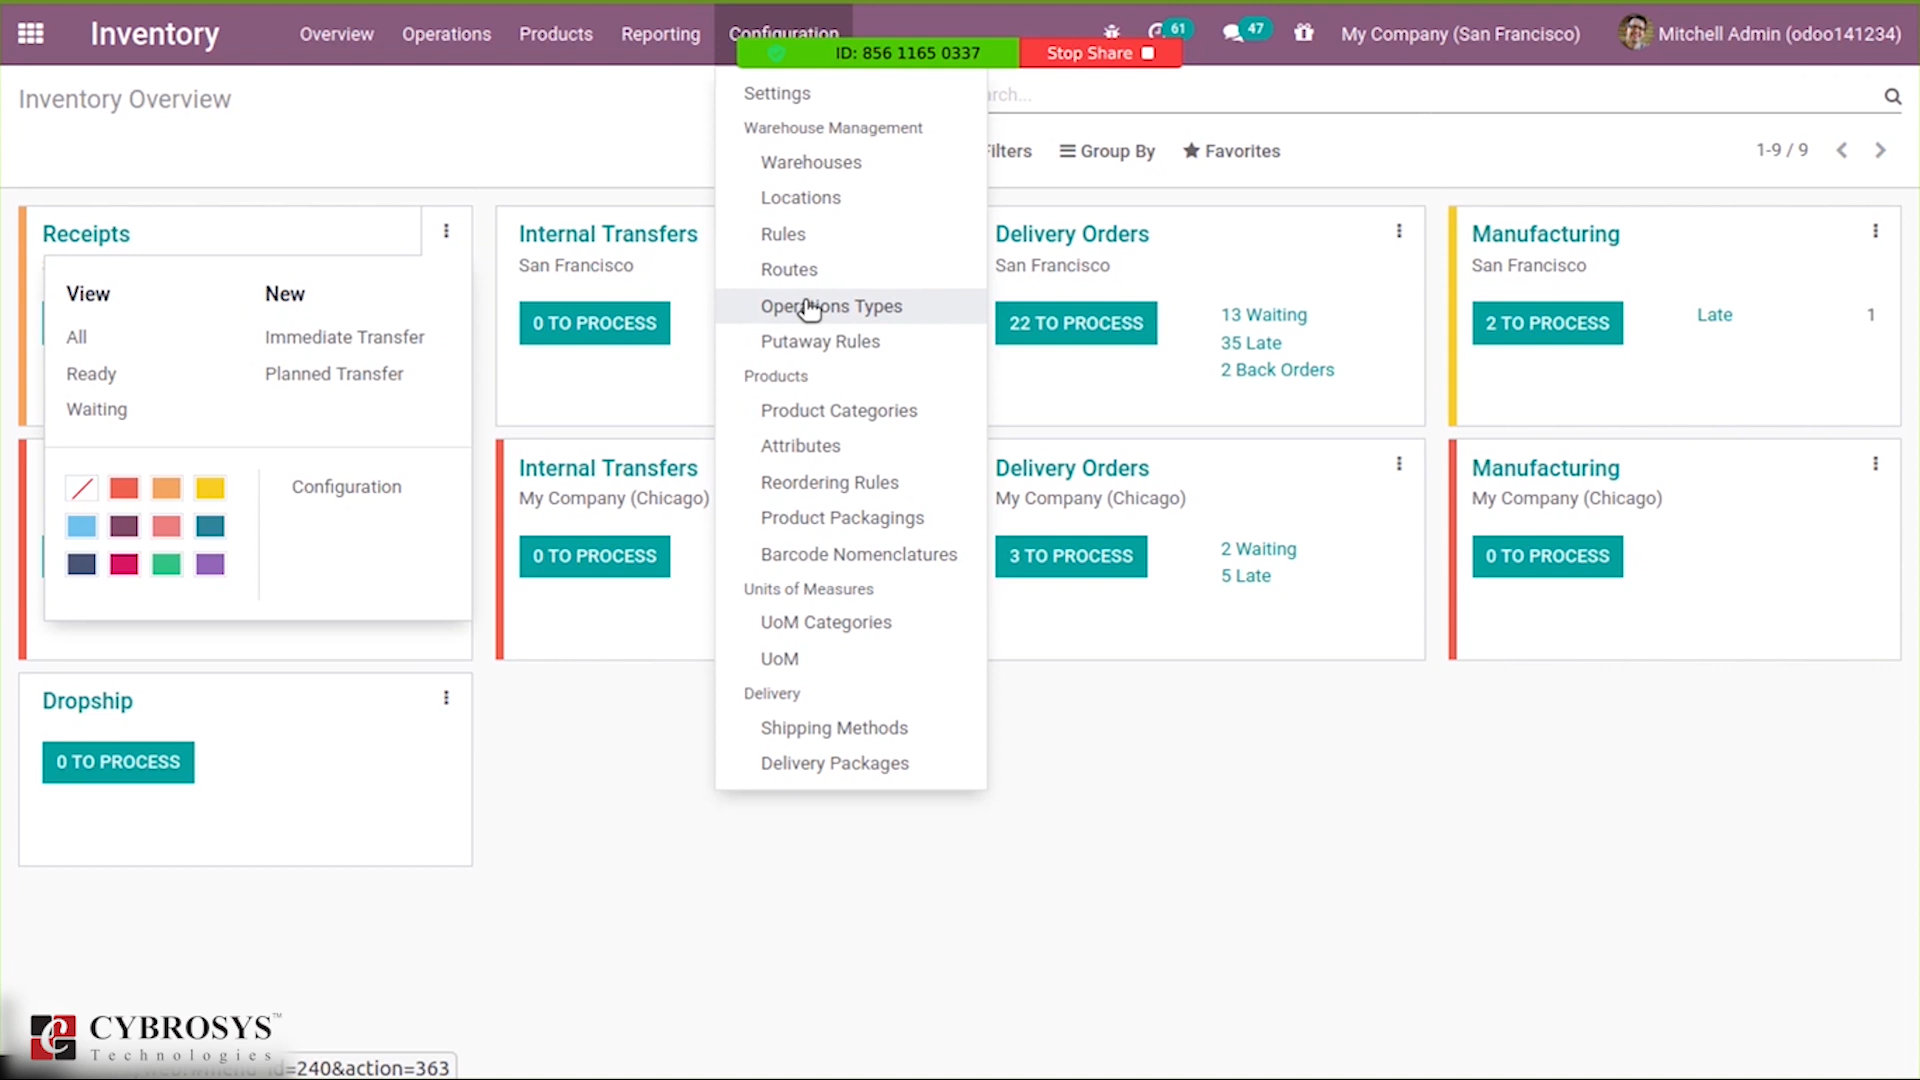 Inventory
Overview
Operations
Products
Reporting
Configuration
61
47
My Company (San Francisco)
Mitchell Admin (odoo141234)
ID: 856 1165 0337
Stop Share
Inventory Overview
Group By
Favorites
1-9 / 9
Settings
Warehouse Management
Warehouses
Locations
Rules
Routes
Operations Types
Putaway Rules
Products
Product Categories
Attributes
Reordering Rules
Product Packagings
Barcode Nomenclatures
Units of Measures
UoM Categories
UoM
Delivery
Shipping Methods
Delivery Packages
Receipts
View
New
All
Immediate Transfer
Ready
Planned Transfer
Waiting
Configuration
Internal Transfers
San Francisco
0 TO PROCESS
Delivery Orders
San Francisco
22 TO PROCESS
13 Waiting
35 Late
2 Back Orders
Manufacturing
San Francisco
2 TO PROCESS
Late 1
Internal Transfers
My Company (Chicago)
0 TO PROCESS
Delivery Orders
My Company (Chicago)
3 TO PROCESS
2 Waiting
5 Late
Manufacturing
My Company (Chicago)
0 TO PROCESS
Dropship
0 TO PROCESS
CYBROSYS™
Technologies
=240&action=363